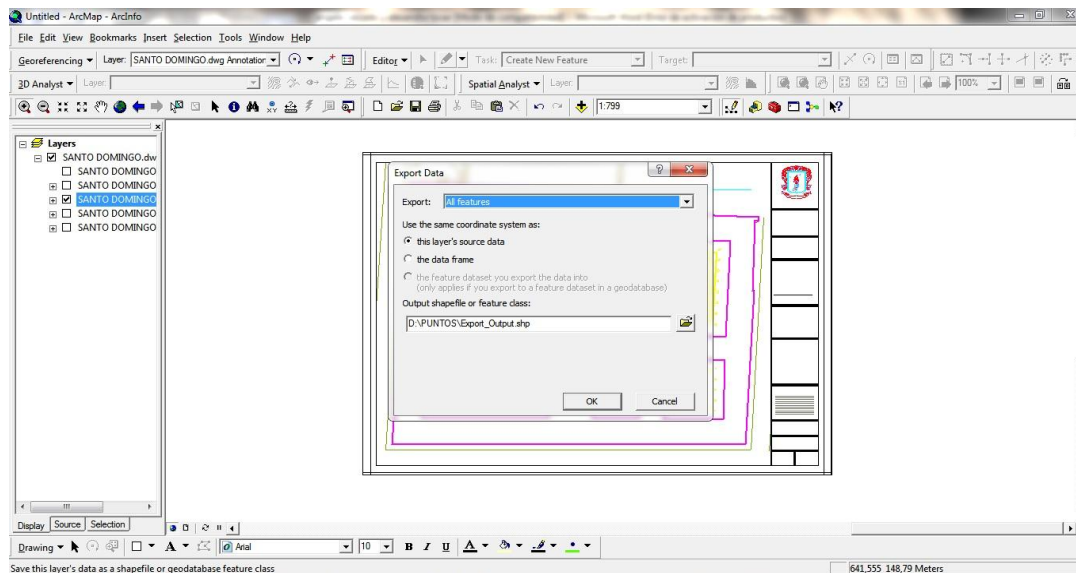 Untitled - ArcMap - ArcInfo
File Edit View Bookmarks Insert Selection Tools Window Help
Georeferencing Layer: SANTO DOMINGO.dwg Annotation Editor Task: Create New Feature Target:
3D Analyst Layer: Spatial Analyst Layer: 100%
1:799
Layers
SANTO DOMINGO.dw
SANTO DOMINGO
SANTO DOMINGO
SANTO DOMINGO
SANTO DOMINGO
SANTO DOMINGO
Export Data
Export: All features
Use the same coordinate system as:
this layer's source data
the data frame
the feature dataset you export the data into
(only applies if you export to a feature dataset in a geodatabase)
Output shapefile or feature class:
D:\PUNTOS\Export_Output.shp
OK Cancel
Display Source Selection
Drawing A Arial 10 B I U A
Save this layer's data as a shapefile or geodatabase feature class 641,555 148,79 Meters